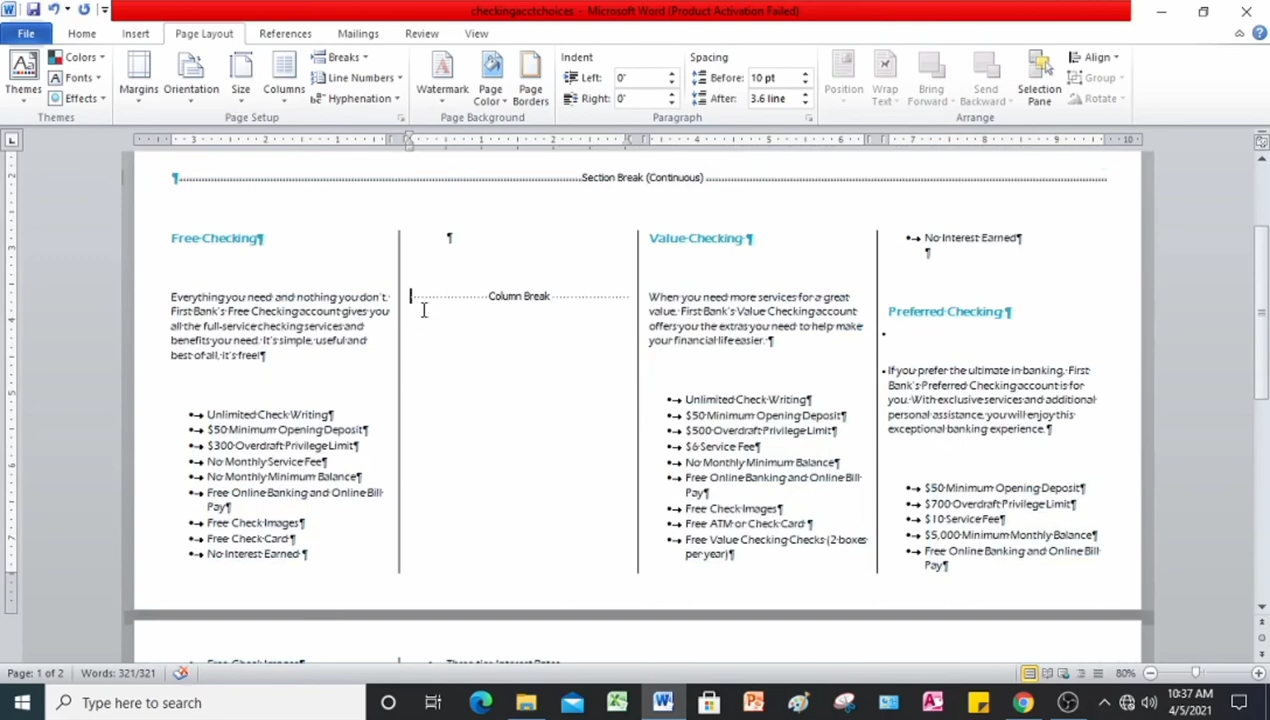 checkingacctchoices - Microsoft Word (Product Activation Failed)
File Home Insert Page Layout References Mailings Review View
Themes
Colors
Fonts
Effects
Themes
Margins
Orientation
Size
Columns
Breaks
Line Numbers
Hyphenation
Page Setup
Watermark
Page Color
Page Borders
Page Background
Indent
Left: 0"
Right: 0"
Spacing
Before: 10 pt
After: 3.6 line
Paragraph
Position
Wrap Text
Bring Forward
Send Backward
Selection Pane
Align
Group
Rotate
Arrange
3 2 1 1 2 3 4 5 6 7 8 9 10
¶ Section Break (Continuous)
Free·Checking¶
Everything you need and nothing you don't.
First Bank's Free Checking account gives you
all the full-service checking services and
benefits you need. It's simple, useful and
best of all, it's free!¶
•→ Unlimited Check Writing¶
•→ $50 Minimum Opening Deposit¶
•→ $300 Overdraft Privilege Limit¶
•→ No Monthly Service Fee¶
•→ No Monthly Minimum Balance¶
•→ Free Online Banking and Online Bill
Pay¶
•→ Free Check Images¶
•→ Free Check Card¶
•→ No Interest Earned ¶
¶
Column Break
Value·Checking·¶
When you need more services for a great
value, First Bank's Value Checking account
offers you the extras you need to help make
your financial life easier. ¶
•→ Unlimited Check Writing¶
•→ $50 Minimum Opening Deposit¶
•→ $500 Overdraft Privilege Limit¶
•→ $6 Service Fee¶
•→ No Monthly Minimum Balance¶
•→ Free Online Banking and Online Bill
Pay¶
•→ Free Check Images¶
•→ Free ATM or Check Card ¶
•→ Free Value Checking Checks (2 boxes
per year)¶
•→ No Interest Earned¶
¶
Preferred Checking ¶
If you prefer the ultimate in banking, First
Bank's Preferred Checking account is for
you. With exclusive services and additional
personal assistance, you will enjoy this
exceptional banking experience.¶
•→ $50 Minimum Opening Deposit¶
•→ $700 Overdraft Privilege Limit¶
•→ $10 Service Fee¶
•→ $5,000 Minimum Monthly Balance¶
•→ Free Online Banking and Online Bill
Pay¶
Page: 1 of 2 Words: 321/321 80%
Type here to search
10:37 AM
4/5/2021